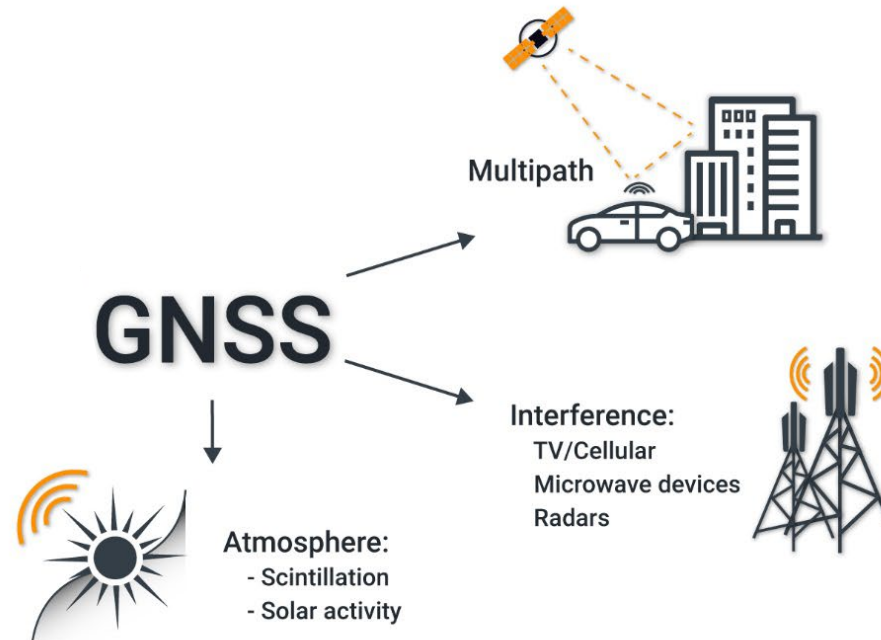 Multipath
GNSS
Interference:
TV/Cellular
Microwave devices
Radars
Atmosphere:
- Scintillation
- Solar activity